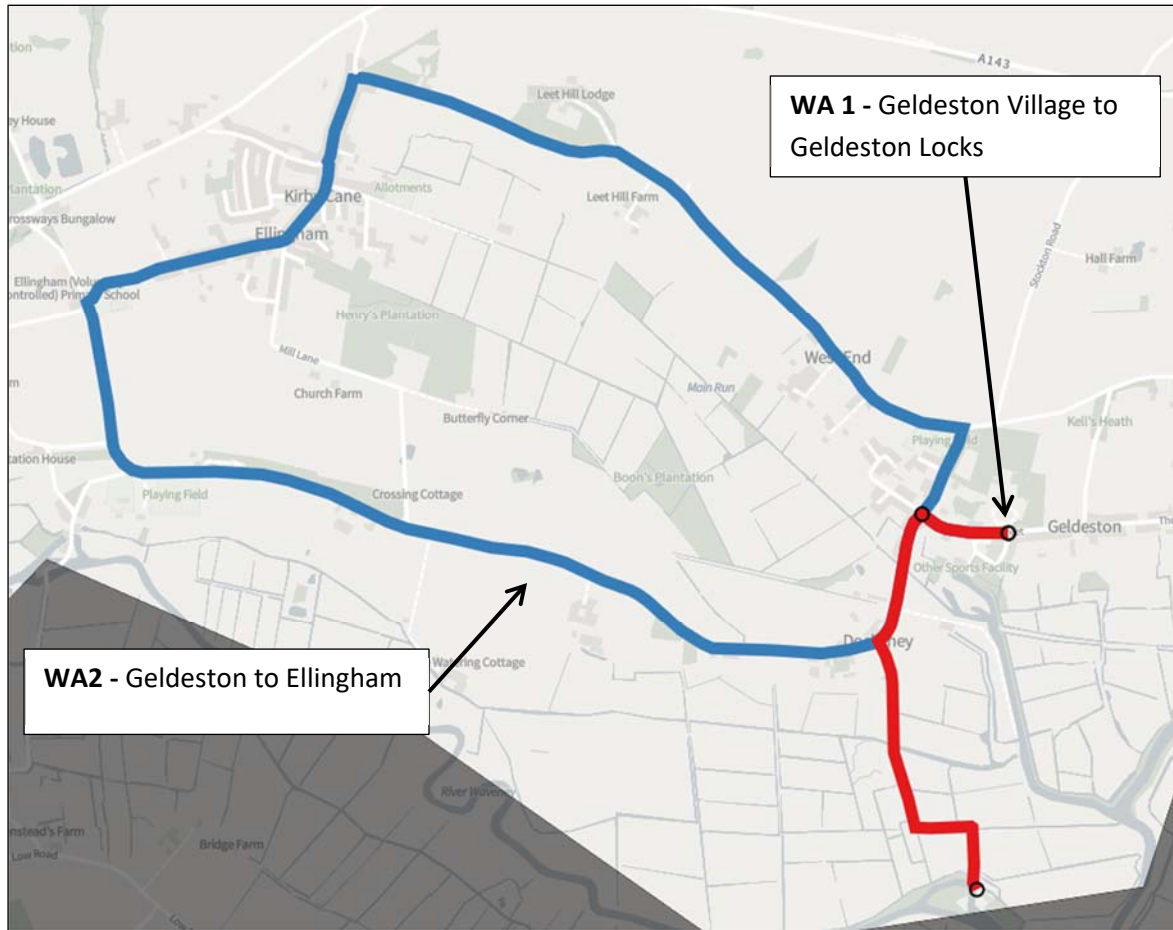 A143
Leet Hill Lodge
WA 1 - Geldeston Village to
Geldeston Locks
ey House
Plantation
Allotments
Leet Hill Farm
rossways Bungalow
Stockton Road
Hall Farm
Ellingham (Volu
ontrolled) Primary School
Henry's Plantation
Mill Lane
West End
Main Run
Church Farm
Butterfly Corner
Kell's Heath
Playing Field
tation House
Boon's Plantation
Playing Field
Crossing Cottage
Geldeston
Other Sports Facility
Watering Cottage
WA2 - Geldeston to Ellingham
River Waveney
enstead's Farm
Low Road
Bridge Farm